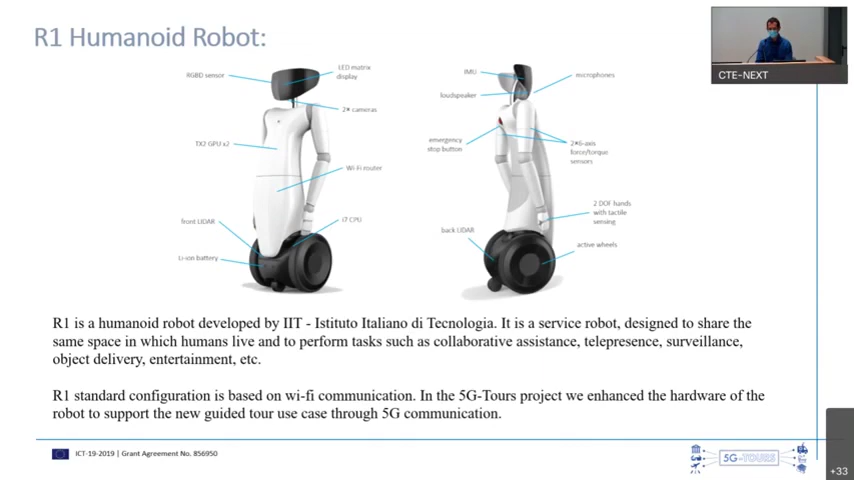 R1 Humanoid Robot:
CTE-NEXT
RGBD sensor
LED matrix
display
2* cameras
TX2 GPU x2
Wi-Fi router
front LIDAR
i7 CPU
Li-ion battery
IMU
microphones
loudspeaker
emergency
stop button
2*6-axis
force/torque
sensors
2 DOF hands
with tactile
sensing
back LIDAR
active wheels
R1 is a humanoid robot developed by IIT - Istituto Italiano di Tecnologia. It is a service robot, designed to share the
same space in which humans live and to perform tasks such as collaborative assistance, telepresence, surveillance,
object delivery, entertainment, etc.
R1 standard configuration is based on wi-fi communication. In the 5G-Tours project we enhanced the hardware of the
robot to support the new guided tour use case through 5G communication.
ICT-19-2019 | Grant Agreement No. 856950
5G-TOURS
+33